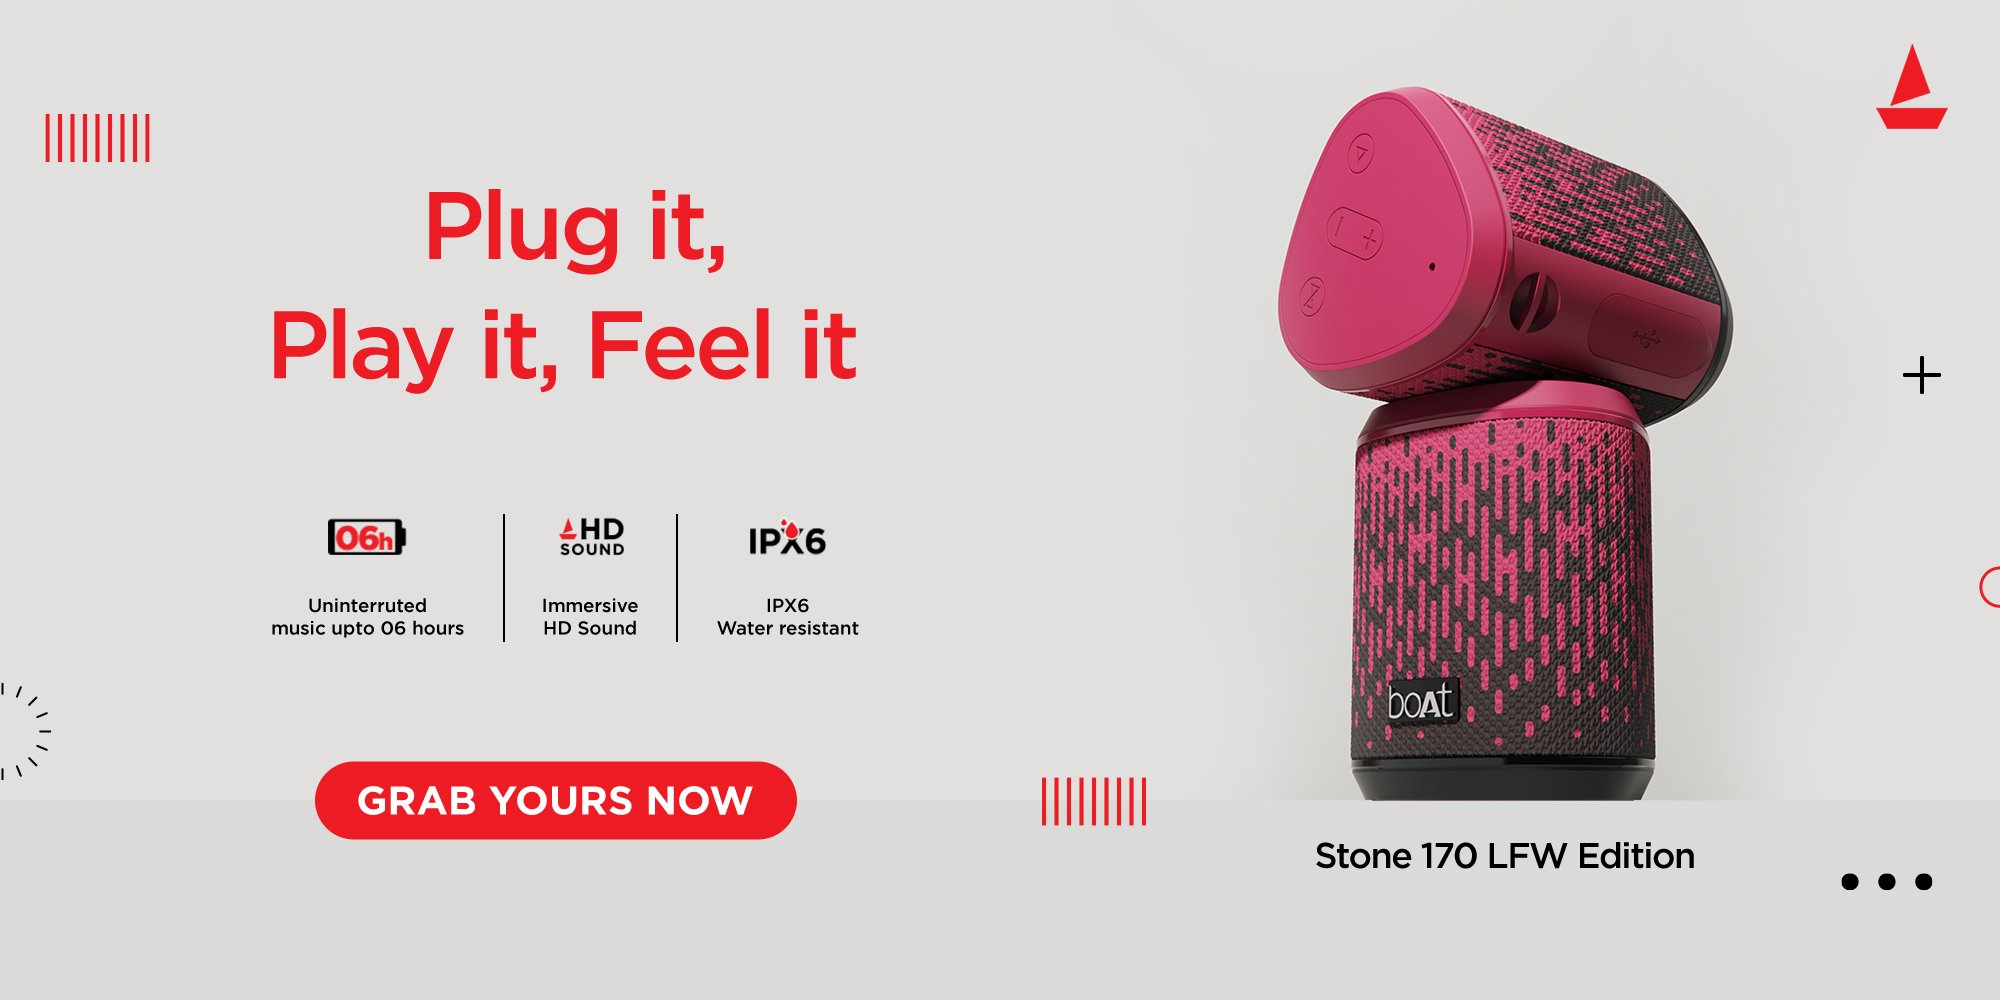 Plug it,
Play it, Feel it
06h
HD
SOUND
IPX6
Uninterruted
music upto 06 hours
Immersive
HD Sound
IPX6
Water resistant
GRAB YOURS NOW
boAt
Stone 170 LFW Edition